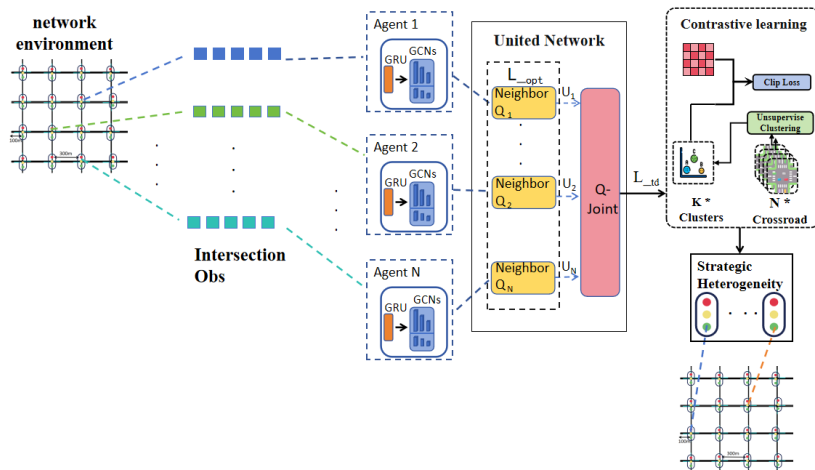 network
environment
100m
300m
Intersection
Obs
Agent 1
GRU
GCNs
Agent 2
GRU
GCNs
Agent N
GRU
GCNs
United Network
L_opt
Neighbor
Q1
U1
Neighbor
Q2
U2
Neighbor
QN
UN
Q-
Joint
L_td
Contrastive learning
Clip Loss
Unsupervise
Clustering
C
A
B
K *
Clusters
N *
Crossroad
Strategic
Heterogeneity
100m
300m